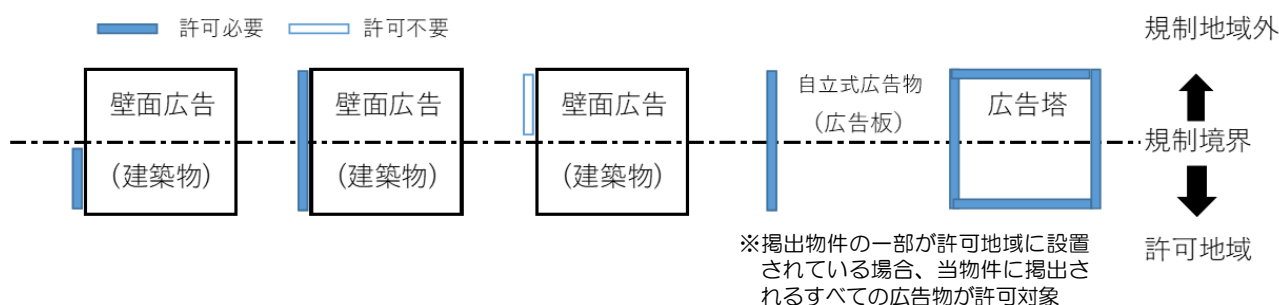 許可必要
許可不要
規制地域外
壁面広告
(建築物)
壁面広告
(建築物)
壁面広告
(建築物)
自立式広告物
(広告板)
広告塔
規制境界
許可地域
※掲出物件の一部が許可地域に設置
されている場合、当物件に掲出さ
れるすべての広告物が許可対象